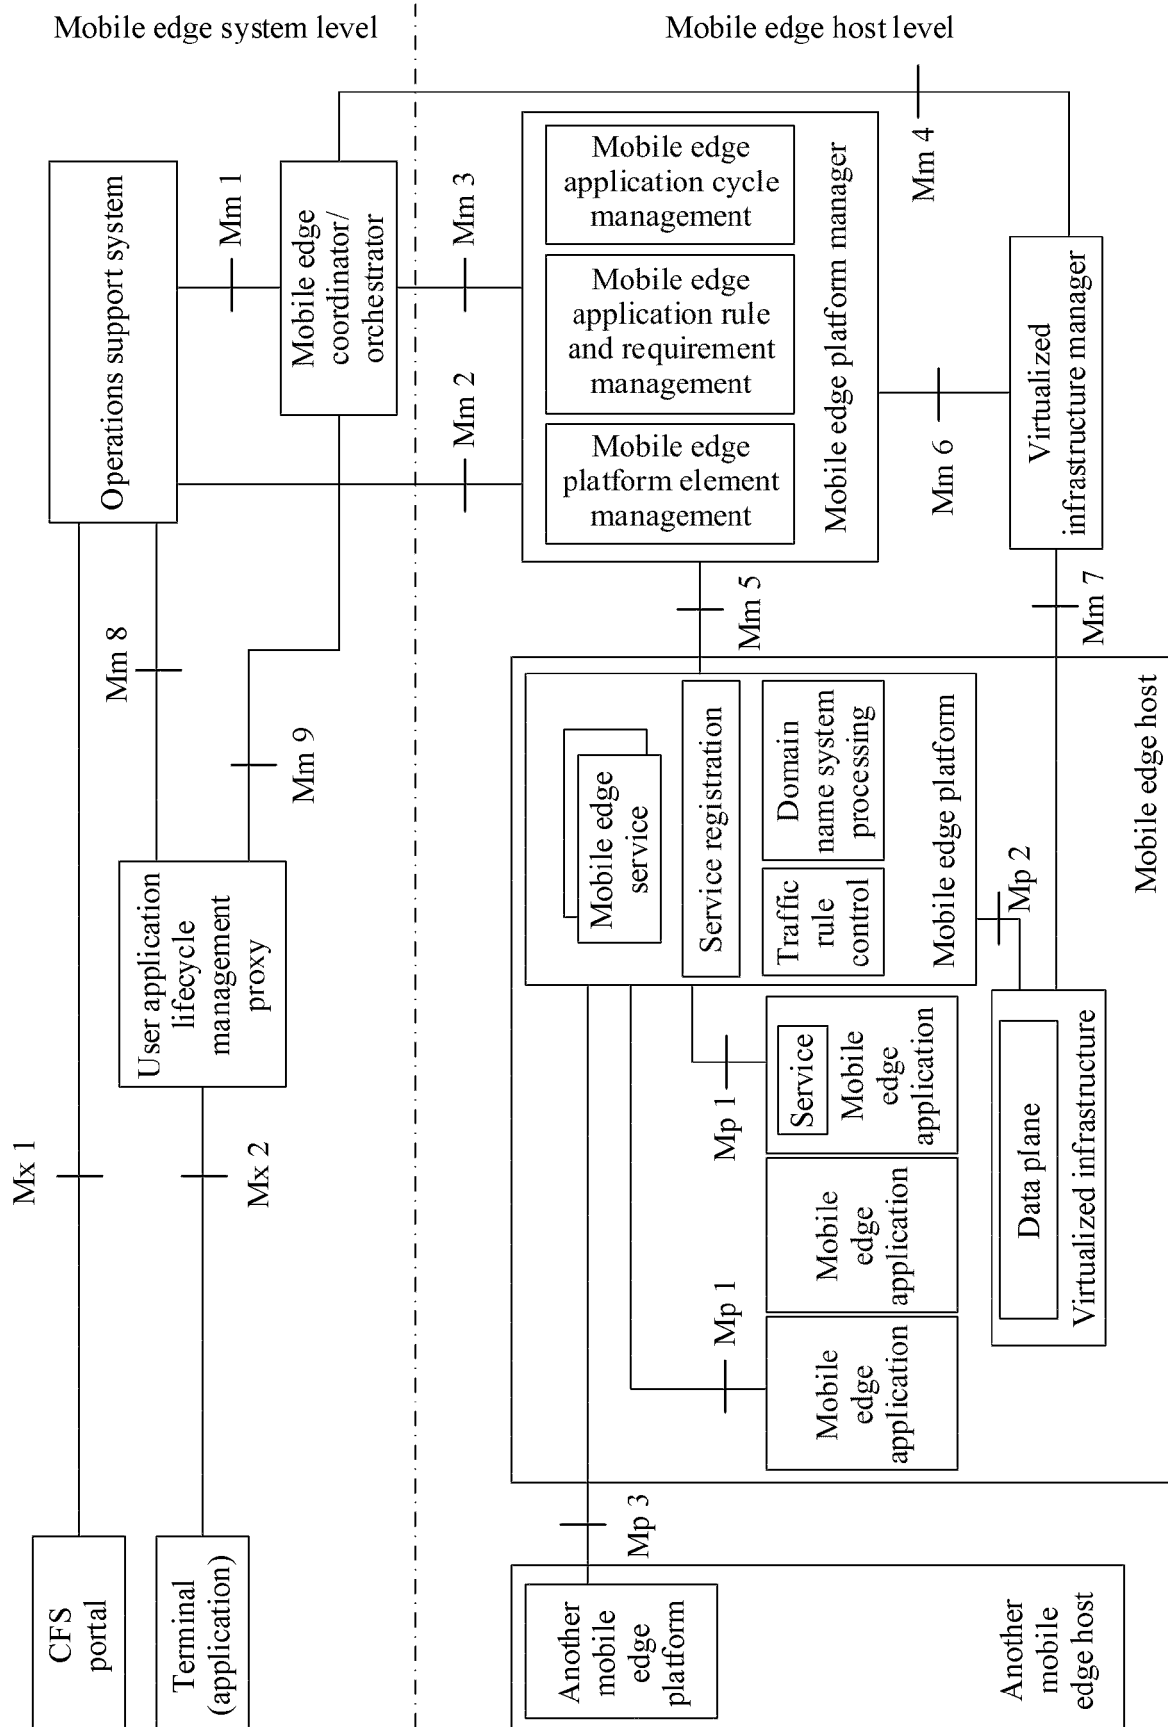 Mobile edge system level
Mobile edge host level
CFS
portal
Mx 1
Operations support system
Terminal
(application)
Mx 2
User application
lifecycle
management
proxy
Mm 8
Mm 9
Mm 1
Mobile edge
coordinator/
orchestrator
Mm 2
Mm 3
Mobile edge
platform element
management
Mobile edge
application rule
and requirement
management
Mobile edge
application cycle
management
Mobile edge platform manager
Mm 4
Mm 5
Mm 6
Mm 7
Virtualized
infrastructure manager
Another
mobile
edge
platform
Another
mobile
edge host
Mp 3
Mp 1
Mp 1
Mobile
edge
application
Mobile
edge
application
Service
Mobile
edge
application
Mobile edge
service
Service registration
Traffic
rule
control
Domain
name system
processing
Mobile edge platform
Mp 2
Data plane
Virtualized infrastructure
Mobile edge host